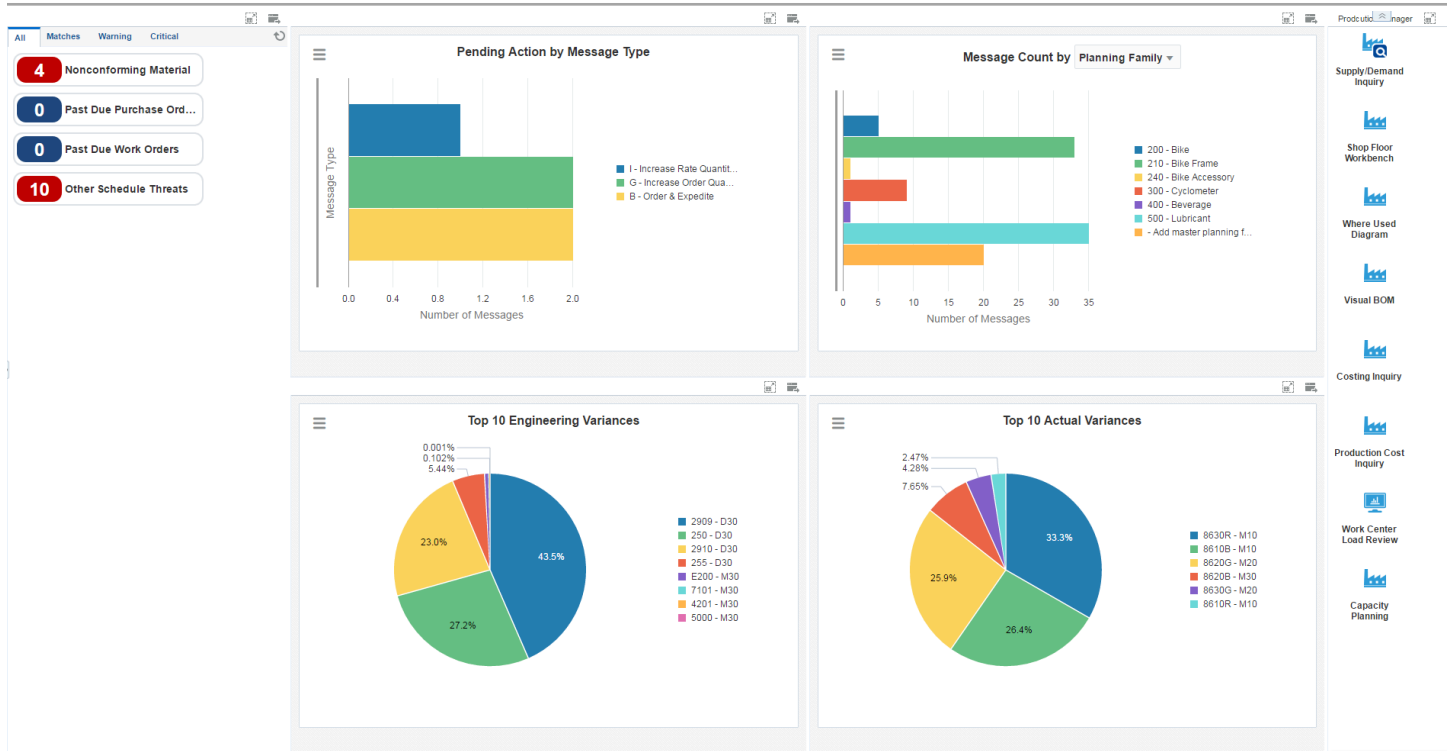 All
Matches
Warning
Critical
4 Nonconforming Material
0 Past Due Purchase Ord...
0 Past Due Work Orders
10 Other Schedule Threats
Pending Action by Message Type
Message Type
I - Increase Rate Quantit...
G - Increase Order Qua...
B - Order & Expedite
0.0 0.4 0.8 1.2 1.6 2.0
Number of Messages
Message Count by Planning Family
200 - Bike
210 - Bike Frame
240 - Bike Accessory
300 - Cyclometer
400 - Beverage
500 - Lubricant
- Add master planning f...
0 5 10 15 20 25 30 35
Number of Messages
Top 10 Engineering Variances
0.001%
0.102%
5.44%
23.0%
43.5%
27.2%
2909 - D30
250 - D30
2910 - D30
255 - D30
E200 - M30
7101 - M30
4201 - M30
5000 - M30
Top 10 Actual Variances
2.47%
4.28%
7.65%
33.3%
25.9%
26.4%
8630R - M10
8610B - M10
8620G - M20
8620B - M30
8630G - M20
8610R - M10
Supply/Demand
Inquiry
Shop Floor
Workbench
Where Used
Diagram
Visual BOM
Costing Inquiry
Production Cost
Inquiry
Work Center
Load Review
Capacity
Planning